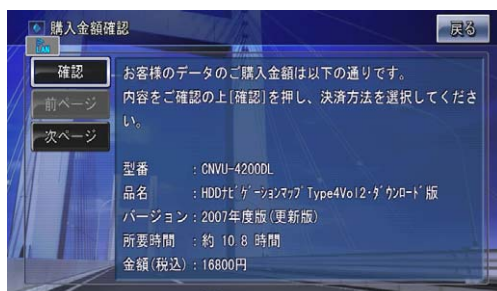 購入金額確認
戻る
LAN
確認
前ページ
次ページ
お客様のデータのご購入金額は以下の通りです。
内容をご確認の上[確認]を押し、決済方法を選択してくださ
い。
型番 : CNVU-4200DL
品名 : HDDﾅﾋﾞｹﾞｰｼｮﾝﾏｯﾌﾟ Type4Vol2･ﾀﾞｳﾝﾛｰﾄﾞ版
バージョン : 2007年度版(更新版)
所要時間 : 約 10.8 時間
金額(税込) : 16800円